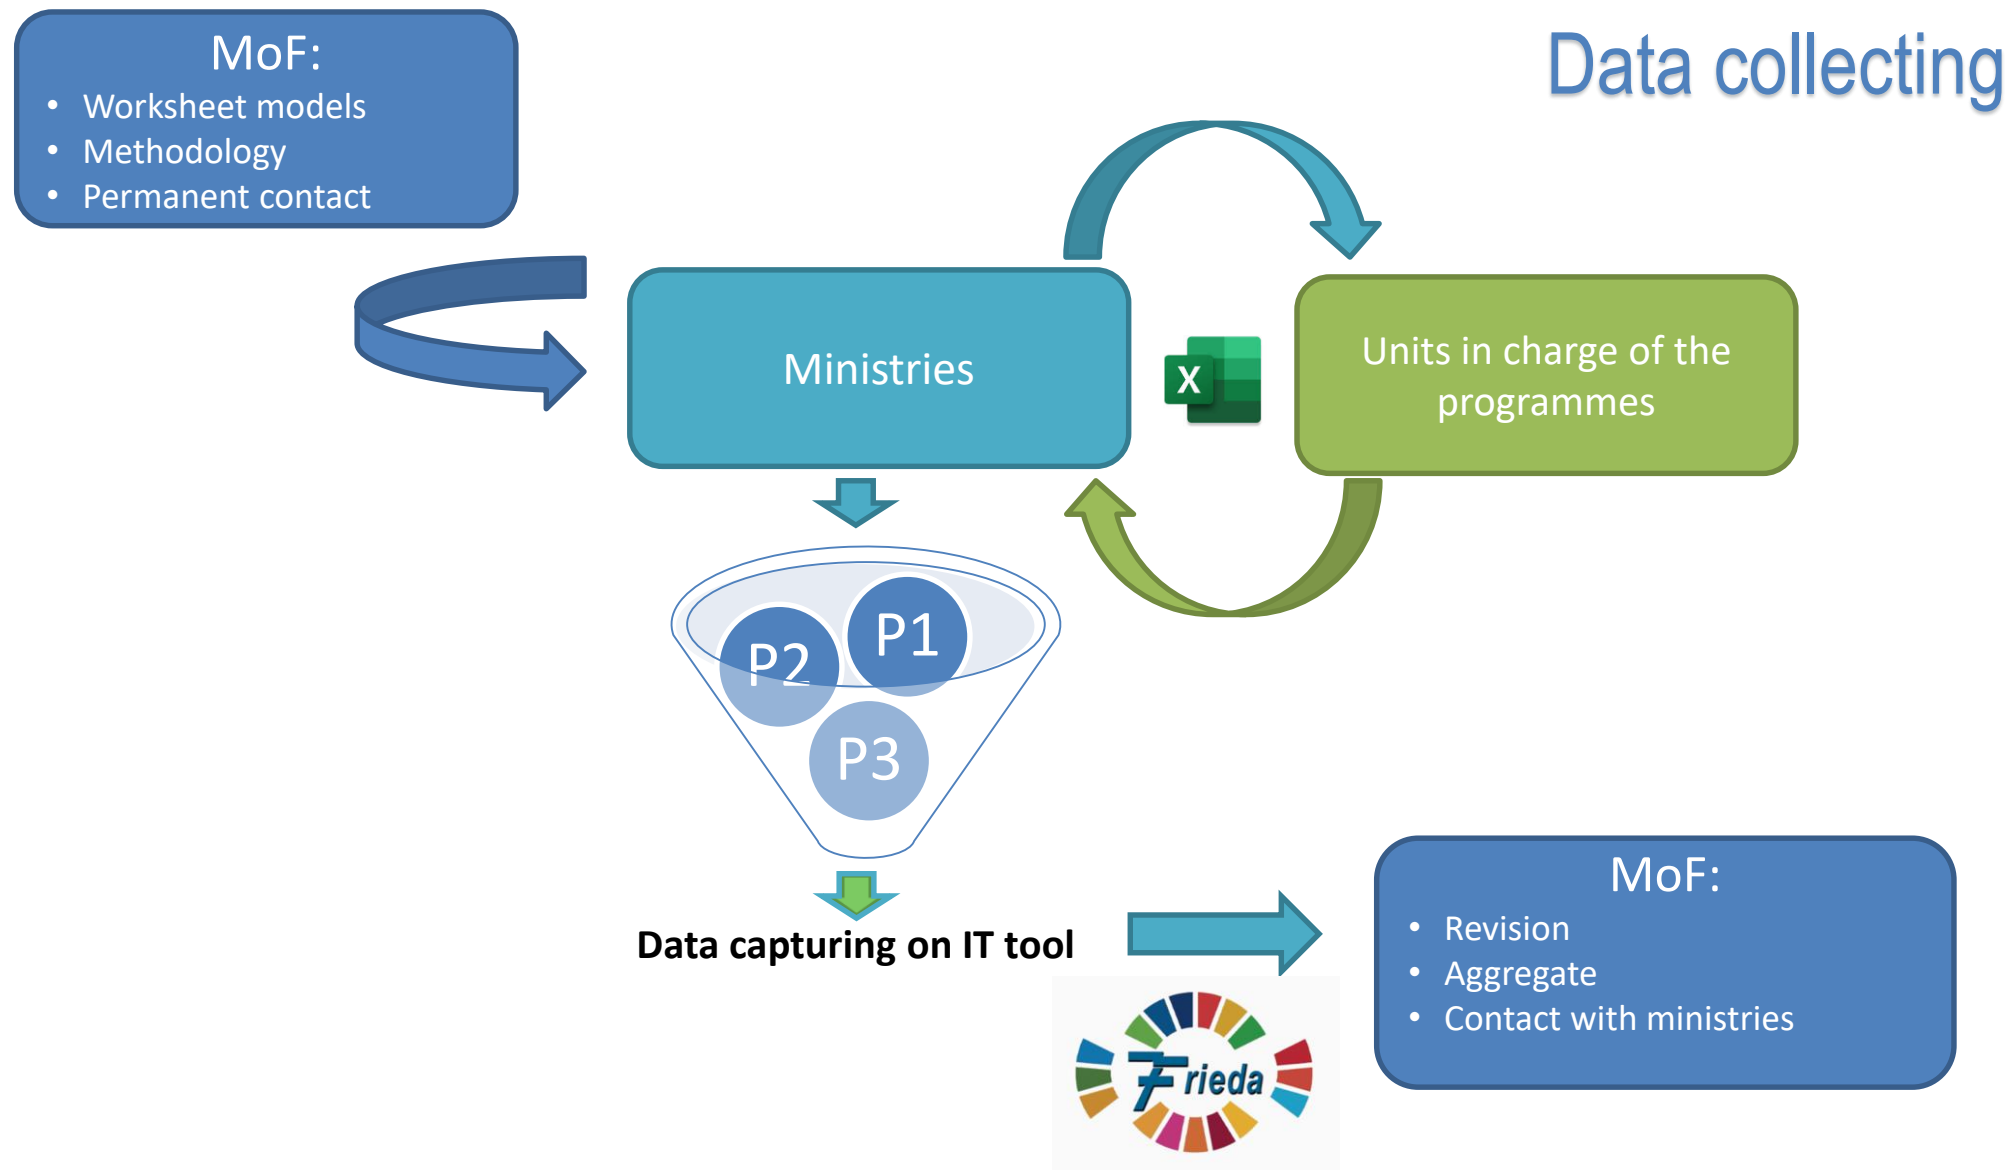 Data collecting
MoF:
• Worksheet models
• Methodology
• Permanent contact
Ministries
X
Units in charge of the
programmes
P1
P2
P3
Data capturing on IT tool
Frieda
MoF:
• Revision
• Aggregate
• Contact with ministries